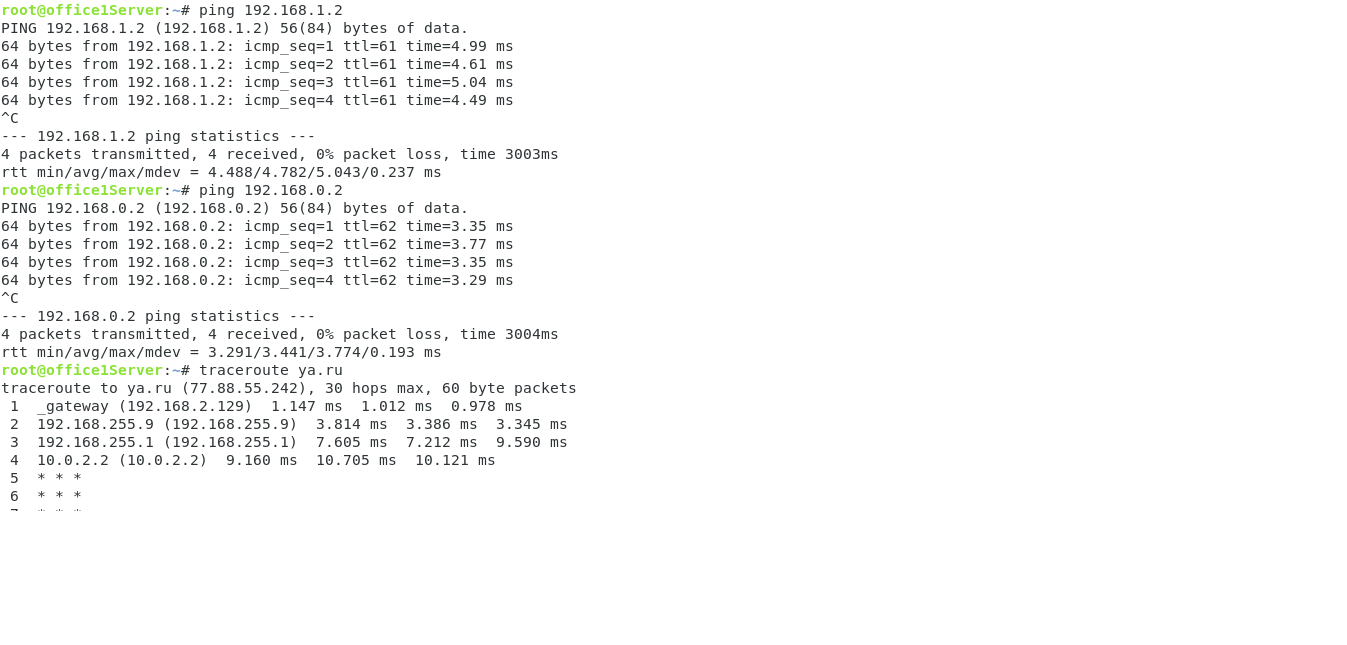 root@office1Server:~# ping 192.168.1.2
PING 192.168.1.2 (192.168.1.2) 56(84) bytes of data.
64 bytes from 192.168.1.2: icmp_seq=1 ttl=61 time=4.99 ms
64 bytes from 192.168.1.2: icmp_seq=2 ttl=61 time=4.61 ms
64 bytes from 192.168.1.2: icmp_seq=3 ttl=61 time=5.04 ms
64 bytes from 192.168.1.2: icmp_seq=4 ttl=61 time=4.49 ms
^C
--- 192.168.1.2 ping statistics ---
4 packets transmitted, 4 received, 0% packet loss, time 3003ms
rtt min/avg/max/mdev = 4.488/4.782/5.043/0.237 ms
root@office1Server:~# ping 192.168.0.2
PING 192.168.0.2 (192.168.0.2) 56(84) bytes of data.
64 bytes from 192.168.0.2: icmp_seq=1 ttl=62 time=3.35 ms
64 bytes from 192.168.0.2: icmp_seq=2 ttl=62 time=3.77 ms
64 bytes from 192.168.0.2: icmp_seq=3 ttl=62 time=3.35 ms
64 bytes from 192.168.0.2: icmp_seq=4 ttl=62 time=3.29 ms
^C
--- 192.168.0.2 ping statistics ---
4 packets transmitted, 4 received, 0% packet loss, time 3004ms
rtt min/avg/max/mdev = 3.291/3.441/3.774/0.193 ms
root@office1Server:~# traceroute ya.ru
traceroute to ya.ru (77.88.55.242), 30 hops max, 60 byte packets
 1  _gateway (192.168.2.129)  1.147 ms  1.012 ms  0.978 ms
 2  192.168.255.9 (192.168.255.9)  3.814 ms  3.386 ms  3.345 ms
 3  192.168.255.1 (192.168.255.1)  7.605 ms  7.212 ms  9.590 ms
 4  10.0.2.2 (10.0.2.2)  9.160 ms  10.705 ms  10.121 ms
 5  * * *
 6  * * *